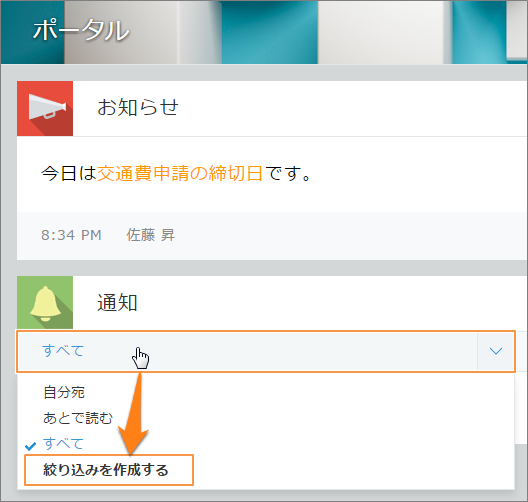 ポータル
お知らせ
今日は交通費申請の締切日です。
8:34 PM 佐藤 昇
通知
すべて
自分宛
あとで読む
すべて
絞り込みを作成する